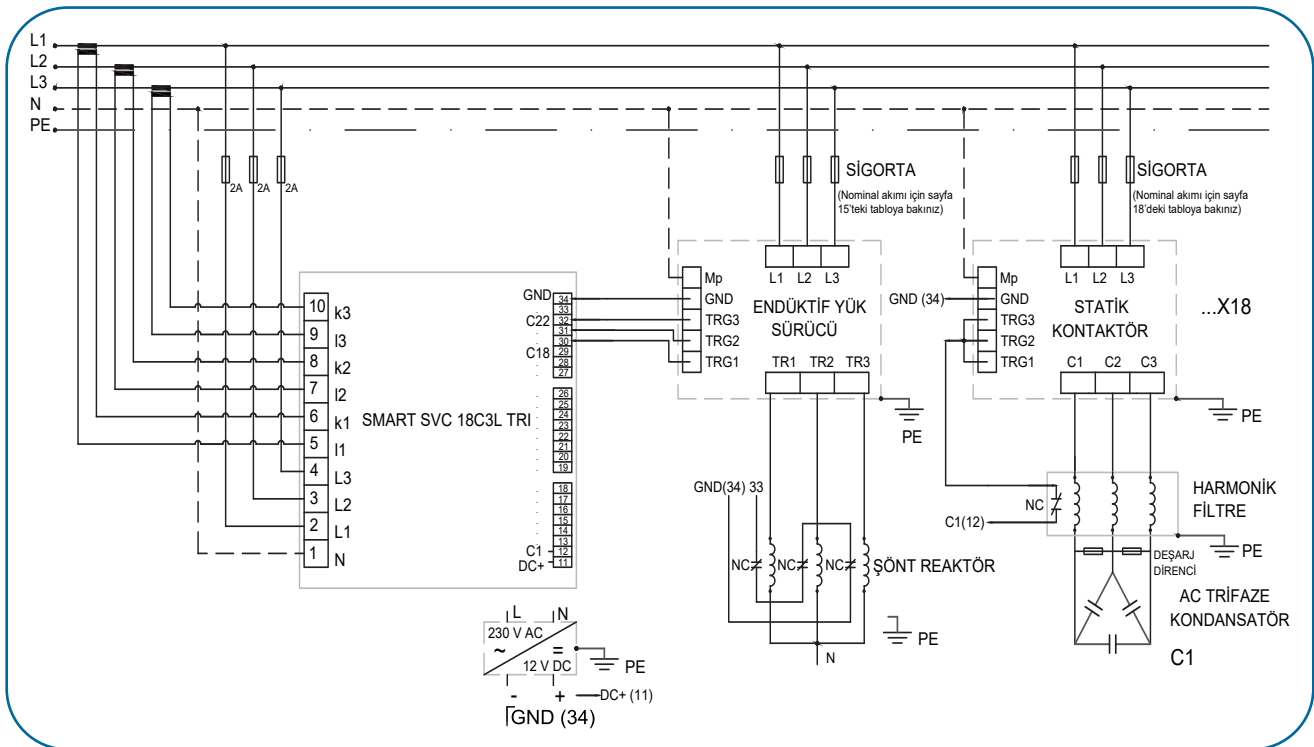 L1
L2
L3
N
PE
2A
2A
2A
SİGORTA
(Nominal akımı için sayfa
15'teki tabloya bakınız)
SİGORTA
(Nominal akımı için sayfa
18'deki tabloya bakınız)
10
k3
9
l3
8
k2
7
l2
6
k1
5
l1
4
L3
3
L2
2
L1
1
N
SMART SVC 18C3L TRI
GND
34
33
C22
32
31
30
C18
29
28
27
26
25
24
23
22
21
20
19
18
17
16
15
14
13
C1
12
DC+
11
Mp
GND
TRG3
TRG2
TRG1
L1 L2 L3
ENDÜKTİF YÜK
SÜRÜCÜ
TR1 TR2 TR3
PE
GND (34)
Mp
GND
TRG3
TRG2
TRG1
L1 L2 L3
STATİK
KONTAKTÖR
C1 C2 C3
...X18
PE
GND(34) 33
NC
NC
NC
ŞÖNT REAKTÖR
PE
N
NC
C1(12)
HARMONİK
FİLTRE
PE
DEŞARJ
DİRENCİ
AC TRİFAZE
KONDANSATÖR
C1
L N
230 V AC
~ =
12 V DC
PE
- +
DC+ (11)
GND (34)